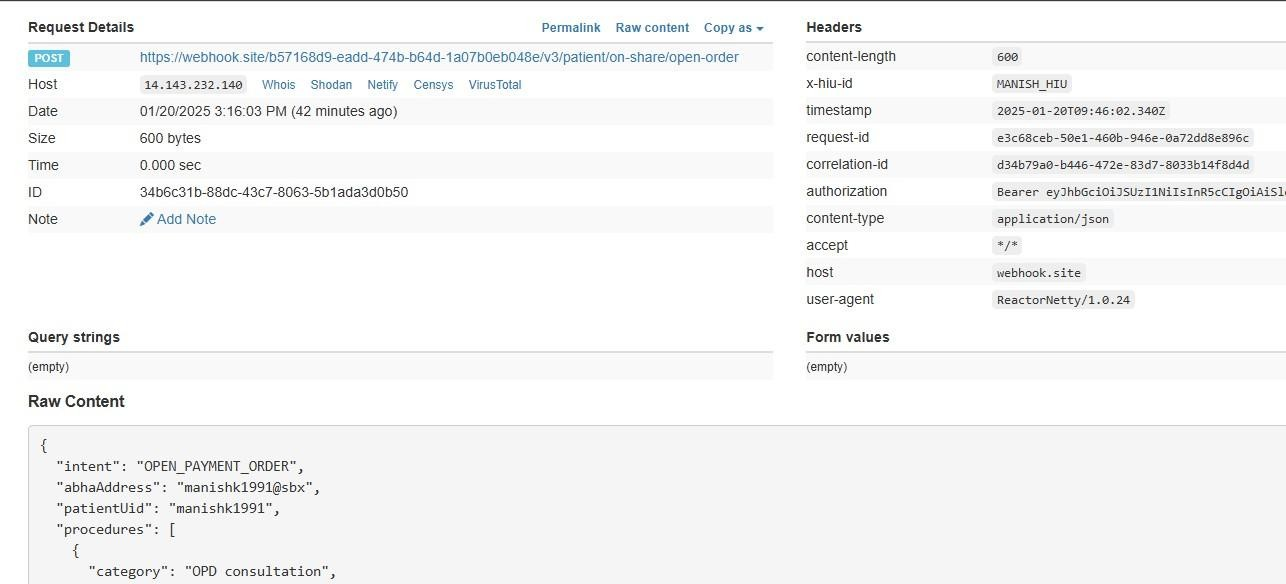 Request Details Permalink Raw content Copy as
POST https://webhook.site/b57168d9-eadd-474b-b64d-1a07b0eb048e/v3/patient/on-share/open-order
Host 14.143.232.140 Whois Shodan Netify Censys VirusTotal
Date 01/20/2025 3:16:03 PM (42 minutes ago)
Size 600 bytes
Time 0.000 sec
ID 34b6c31b-88dc-43c7-8063-5b1ada3d0b50
Note Add Note
Headers
content-length 600
x-hiu-id MANISH_HIU
timestamp 2025-01-20T09:46:02.340Z
request-id e3c68ceb-50e1-460b-946e-0a72dd8e896c
correlation-id d34b79a0-b446-472e-83d7-8033b14f8d4d
authorization Bearer eyJhbGciOiJSUzI1NiIsInR5cCIgOiAiSl
content-type application/json
accept */*
host webhook.site
user-agent ReactorNetty/1.0.24
Query strings
(empty)
Form values
(empty)
Raw Content
{
"intent": "OPEN_PAYMENT_ORDER",
"abhaAddress": "manishk1991@sbx",
"patientUid": "manishk1991",
"procedures": [
{
"category": "OPD consultation",